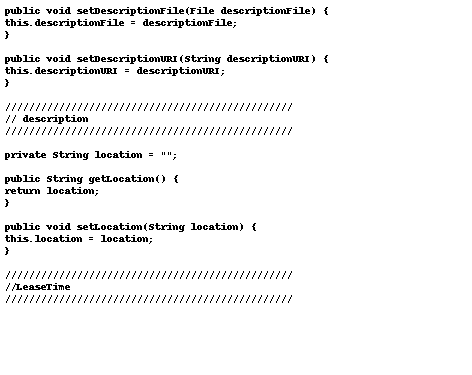 public void setDescriptionFile(File descriptionFile) {
this.descriptionFile = descriptionFile;
}
public void setDescriptionURI(String descriptionURI) {
this.descriptionURI = descriptionURI;
}
////////////////////////////////////////////////
// description
////////////////////////////////////////////////
private String location = "";
public String getLocation() {
return location;
}
public void setLocation(String location) {
this.location = location;
}
////////////////////////////////////////////////
//LeaseTime
////////////////////////////////////////////////